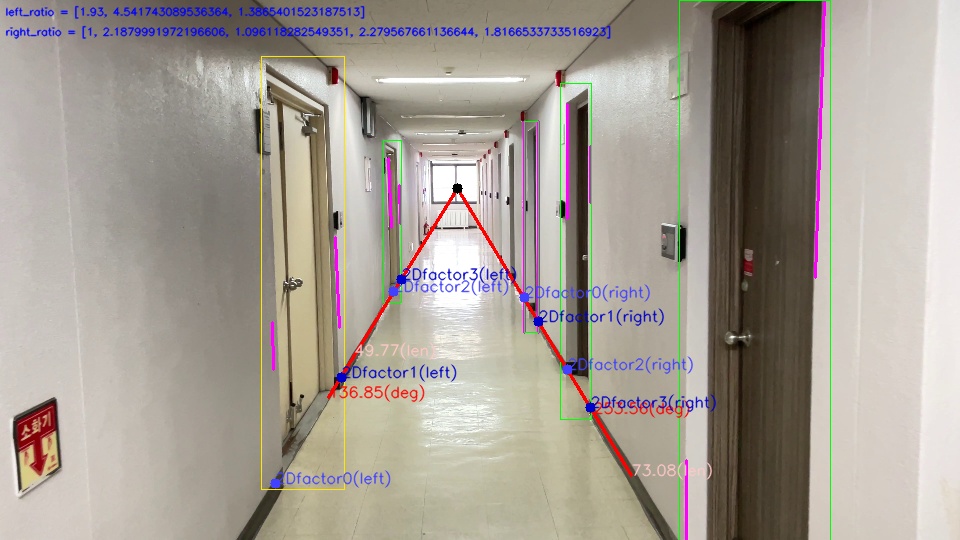 left_ratio = [1.93, 4.541743089536364, 1.3865401523187513]
right_ratio = [1, 2.1879991972196606, 1.096118282549351, 2.279567661136644, 1.8166533733516923]
2Dfactor3(left)
2Dfactor2(left)
2Dfactor0(right)
2Dfactor1(right)
49.77(len)
2Dfactor2(right)
2Dfactor1(left)
136.85(deg)
2Dfactor3(right)
소화기
73.08(len)
2Dfactor0(left)